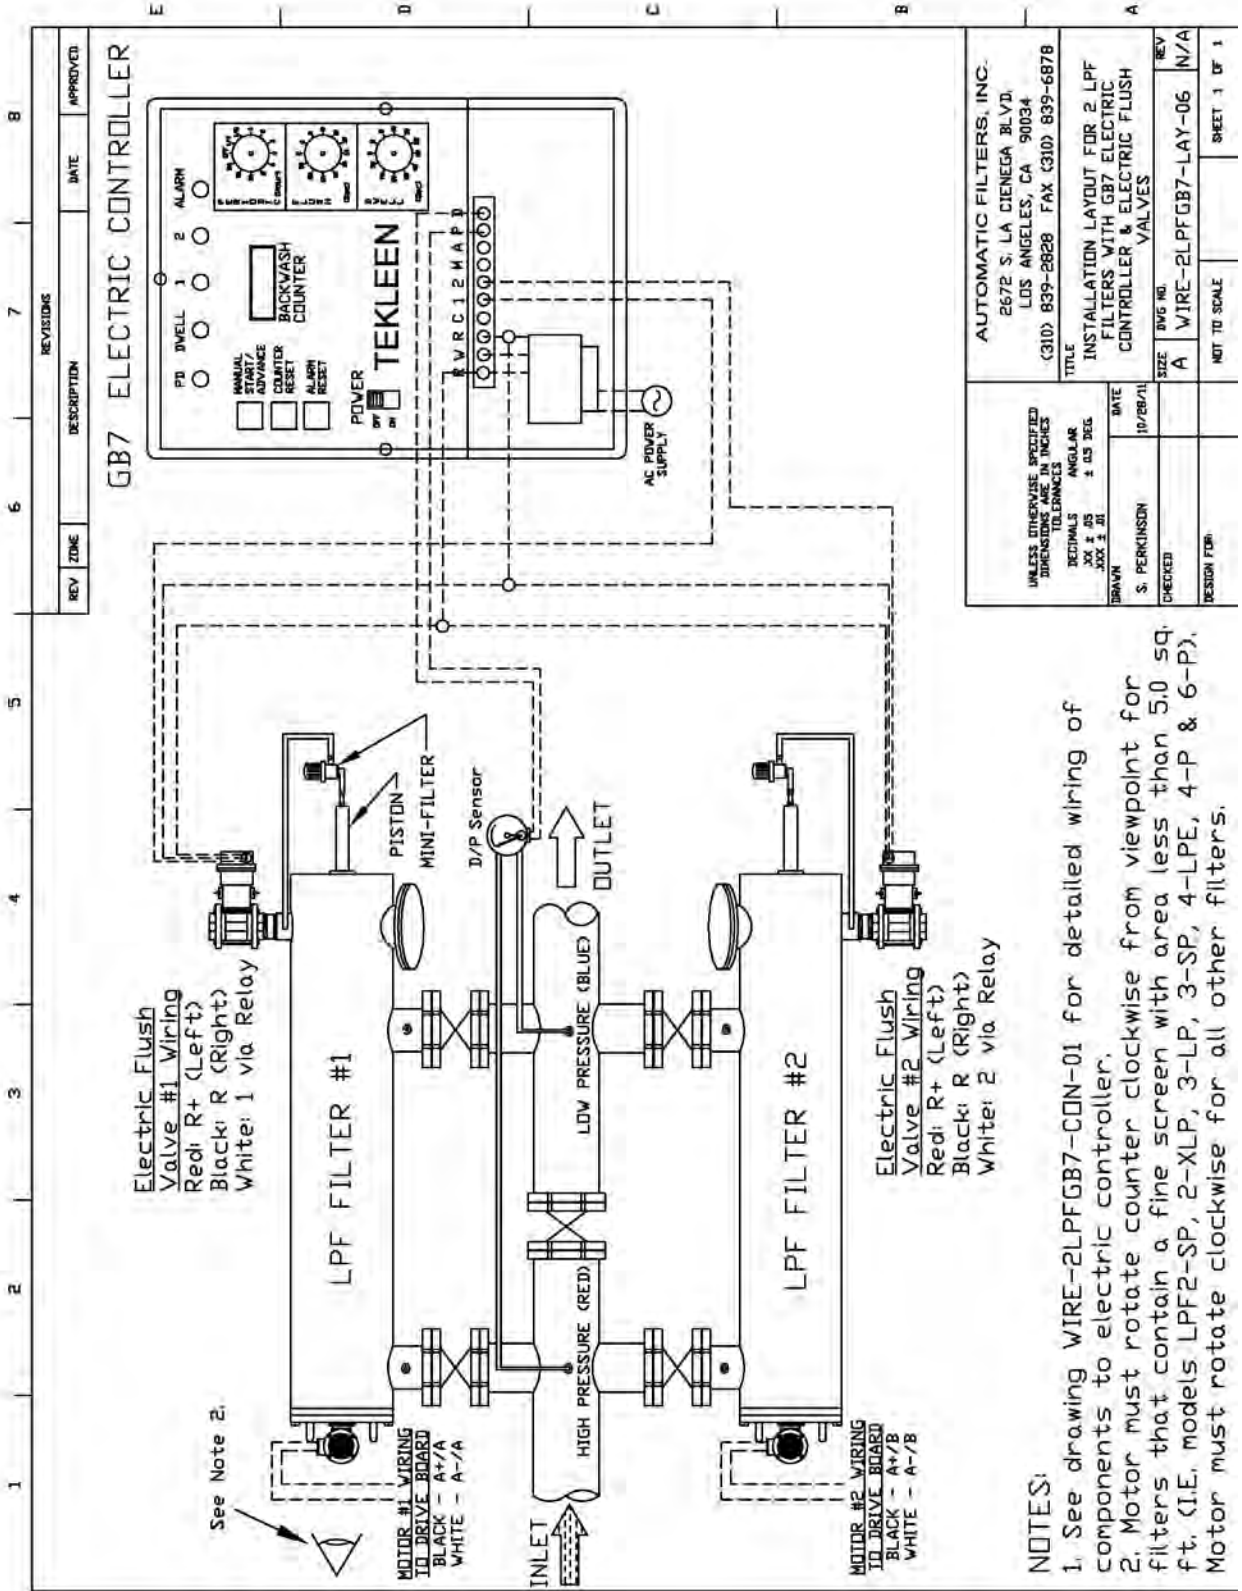 1
2
3
4
5
6
7
8
E
D
C
B
A
REVISIONS
REV
ZONE
DESCRIPTION
DATE
APPROVED
GB7 ELECTRIC CONTROLLER
PD
DWELL
1
2
ALARM
MANUAL
START/
ADVANCE
COUNTER
RESET
ALARM
RESET
BACKWASH
COUNTER
POWER
OFF
ON
TEKLEEN
R W R C 1 2 M A P D
AC POWER
SUPPLY
See Note 2.
Electric Flush
Valve #1 Wiring
Red: R+ (Left)
Black: R (Right)
White: 1 via Relay
LPF FILTER #1
PISTON
MINI-FILTER
D/P Sensor
MOTOR #1 WIRING
TO DRIVE BOARD
BLACK - A+/A
WHITE - A-/A
INLET
HIGH PRESSURE (RED)
LOW PRESSURE (BLUE)
OUTLET
LPF FILTER #2
MOTOR #2 WIRING
TO DRIVE BOARD
BLACK - A+/B
WHITE - A-/B
Electric Flush
Valve #2 Wiring
Red: R+ (Left)
Black: R (Right)
White: 2 via Relay
NOTES:
1. See drawing WIRE-2LPFGB7-CON-01 for detailed wiring of
components to electric controller.
2. Motor must rotate counter clockwise from viewpoint for
filters that contain a fine screen with area less than 5.0 sq.
ft. (I.E. models LPF2-SP, 2-XLP, 3-LP, 3-SP, 4-LPE, 4-P & 6-P).
Motor must rotate clockwise for all other filters.
UNLESS OTHERWISE SPECIFIED
DIMENSIONS ARE IN INCHES
TOLERANCES
DECIMALS ANGULAR
.XX ± .05 ± 0.5 DEG
.XXX ± .01
DRAWN
DATE
S. PERKINSON
10/28/11
CHECKED
DESIGN FOR:
AUTOMATIC FILTERS, INC.
2672 S. LA CIENEGA BLVD,
LOS ANGELES, CA 90034
(310) 839-2828 FAX (310) 839-6878
TITLE
INSTALLATION LAYOUT FOR 2 LPF
FILTERS WITH GB7 ELECTRIC
CONTROLLER & ELECTRIC FLUSH
VALVES
SIZE
A
DWG NO.
WIRE-2LPFGB7-LAY-06
REV
N/A
NOT TO SCALE
SHEET 1 OF 1